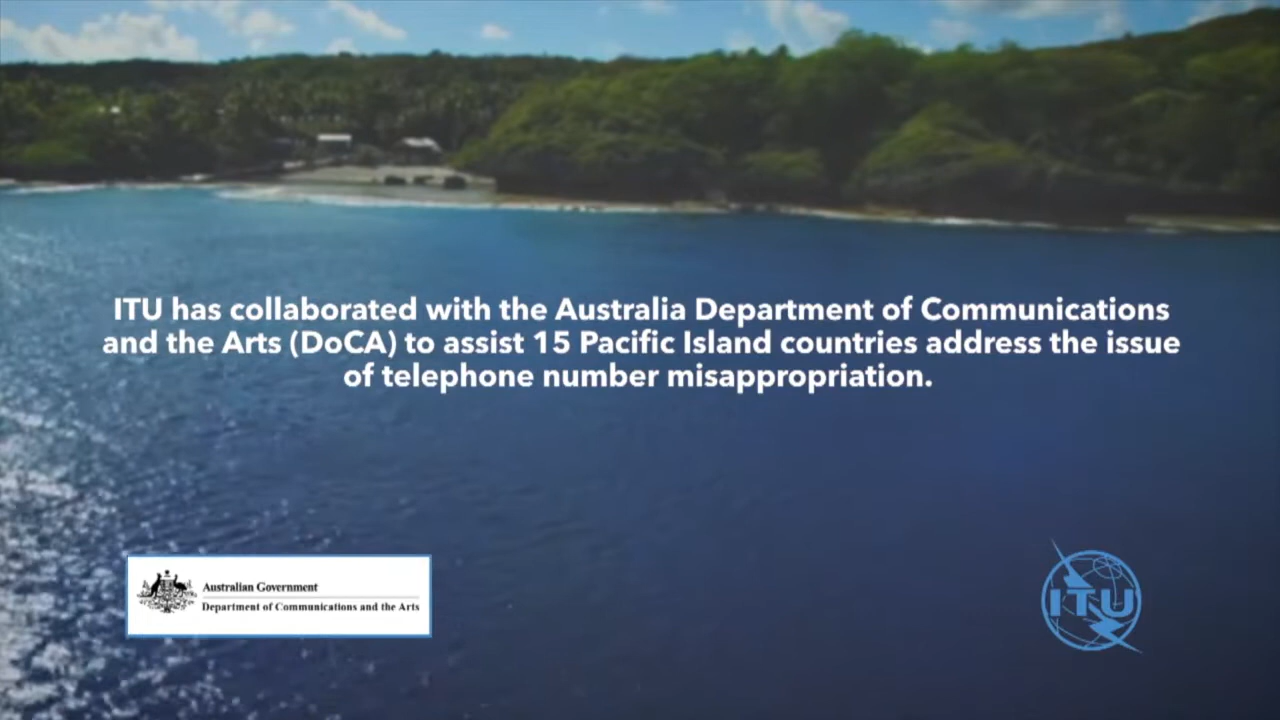 ITU has collaborated with the Australia Department of Communications
and the Arts (DoCA) to assist 15 Pacific Island countries address the issue
of telephone number misappropriation.
Australian Government
Department of Communications and the Arts
ITU